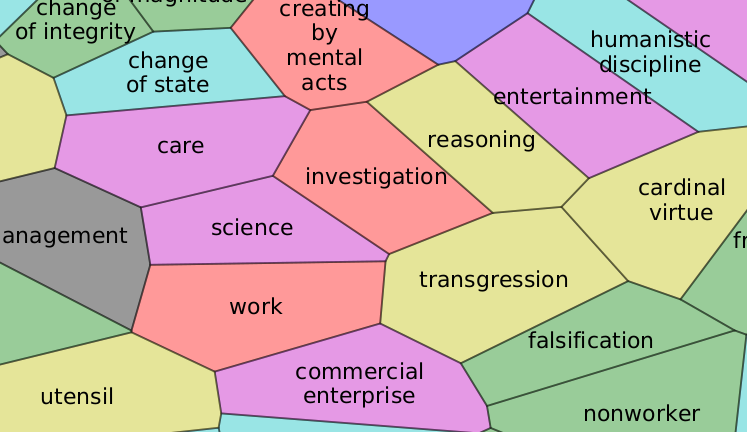 change
of integrity
magnitude
creating
by
mental
acts
humanistic
discipline
change
of state
entertainment
care
reasoning
investigation
cardinal
virtue
science
anagement
transgression
work
falsification
commercial
enterprise
utensil
nonworker